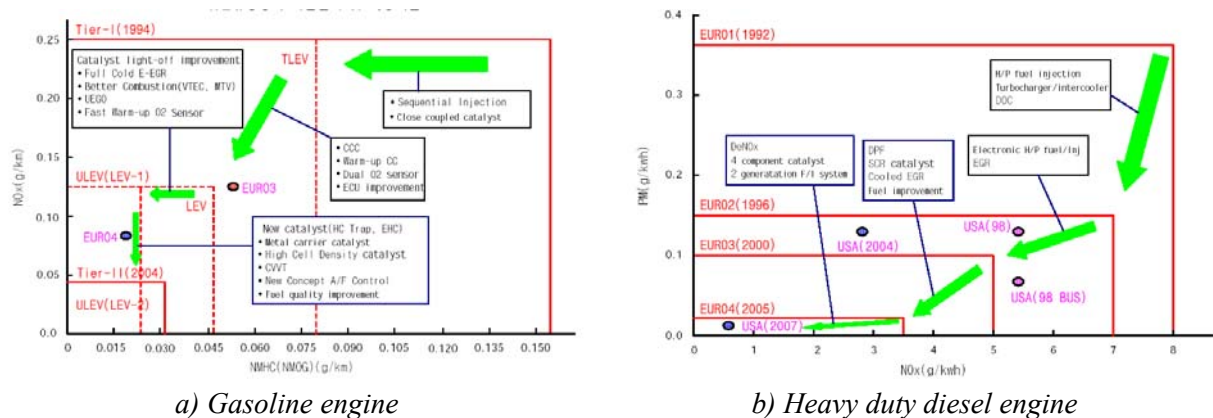 Tier-I(1994)
0.25
0.20
0.15
0.10
0.05
0.0
NOx(g/km)
Catalyst light-off improvement
• Full Cold E-EGR
• Better Combustion(VTEC, MTV)
• UEGO
• Fast Warm-up O2 Sensor
TLEV
• Sequential Injection
• Close coupled catalyst
• CCC
• Warm-up CC
• Dual O2 sensor
• ECU improvement
ULEV(LEV-1)
LEV
EURO3
EURO4
New catalyst(HC Trap, EHC)
• Metal carrier catalyst
• High Cell Density catalyst
• CVVT
• New Concept A/F Control
• Fuel quality improvement
Tier-II(2004)
ULEV(LEV-2)
0 0.015 0.030 0.045 0.060 0.075 0.090 0.105 0.120 0.135 0.150
NMHC(NMOG)(g/km)
a) Gasoline engine
EURO1(1992)
0.4
0.3
0.2
0.1
0.0
PM(g/kwh)
H/P fuel injection
Turbecharger/intercooler
DOC
DeNOx
4 component catalyst
2 generatation F/I system
DPF
SCR catalyst
Cooled EGR
Fuel improvement
Electronic H/P fuel/inj
EGR
EURO2(1996)
USA(2004)
USA(98)
EURO3(2000)
USA(98 BUS)
EURO4(2005)
USA(2007)
0 1 2 3 4 5 6 7 8
NOx(g/kwh)
b) Heavy duty diesel engine